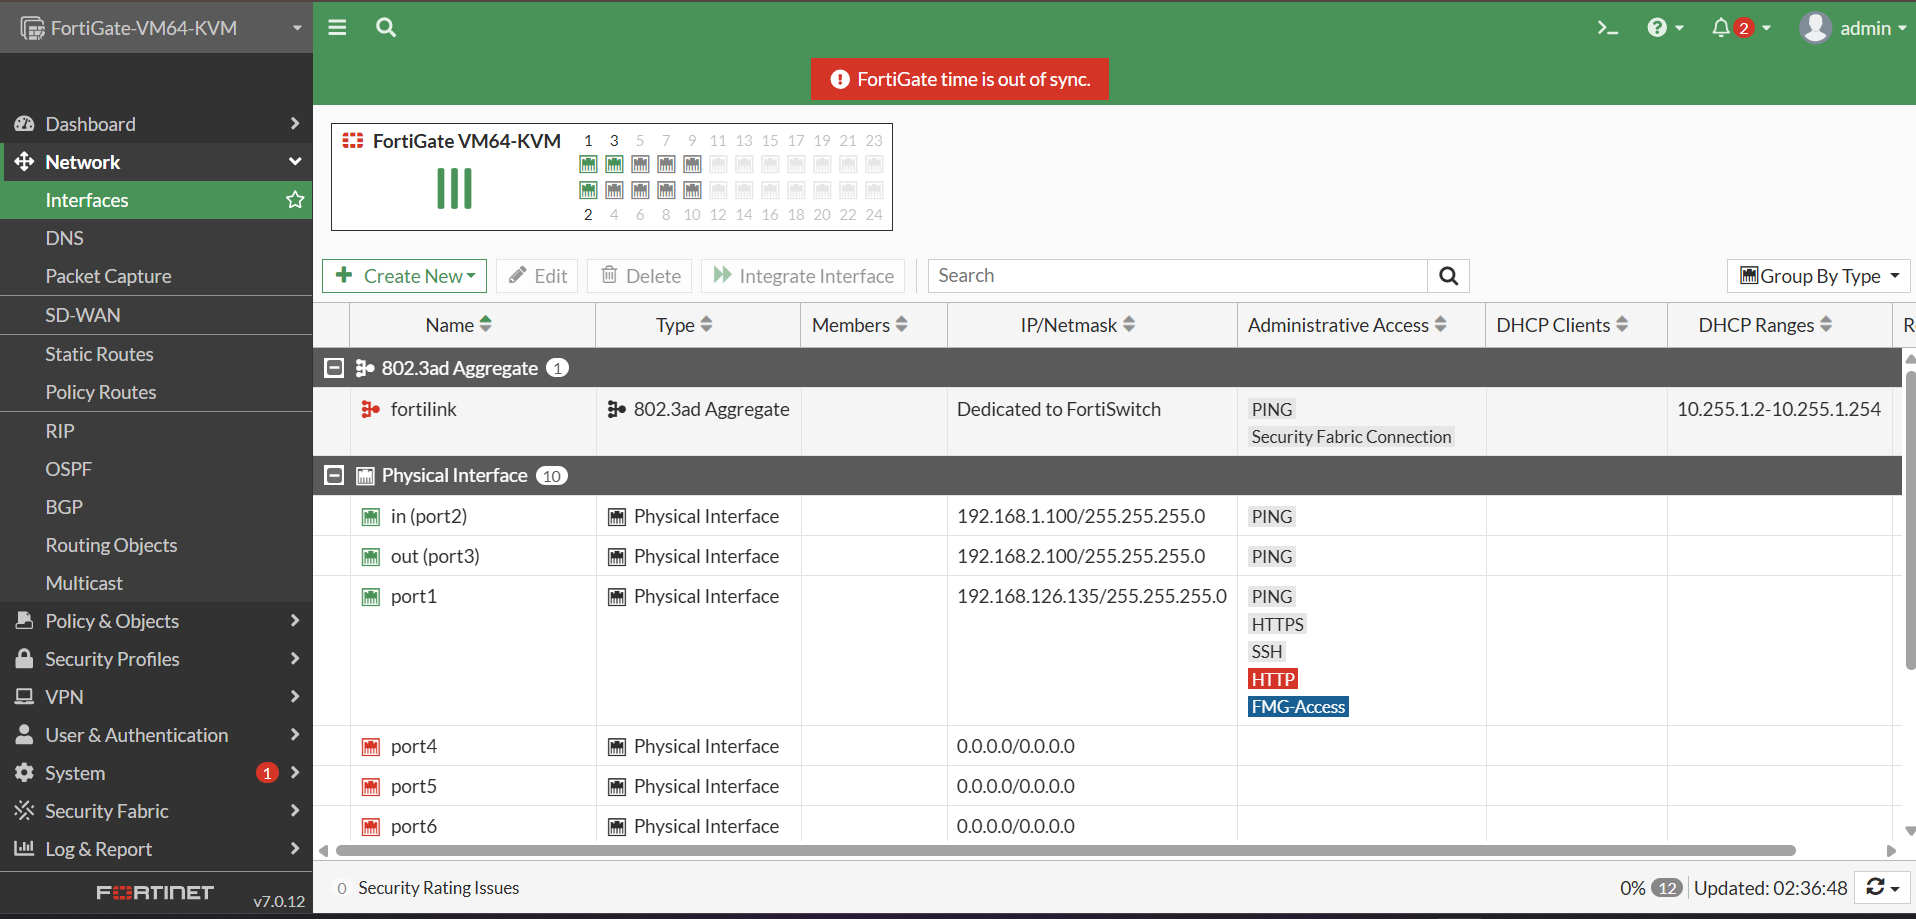 FortiGate-VM64-KVM
2
admin
FortiGate time is out of sync.
Dashboard
Network
Interfaces
DNS
Packet Capture
SD-WAN
Static Routes
Policy Routes
RIP
OSPF
BGP
Routing Objects
Multicast
Policy & Objects
Security Profiles
VPN
User & Authentication
System 1
Security Fabric
Log & Report
FORTINET v7.0.12
FortiGate VM64-KVM
1 3 5 7 9 11 13 15 17 19 21 23
2 4 6 8 10 12 14 16 18 20 22 24
Create New Edit Delete Integrate Interface Search Group By Type
Name Type Members IP/Netmask Administrative Access DHCP Clients DHCP Ranges R
802.3ad Aggregate 1
fortilink 802.3ad Aggregate Dedicated to FortiSwitch PING 10.255.1.2-10.255.1.254
Security Fabric Connection
Physical Interface 10
in (port2) Physical Interface 192.168.1.100/255.255.255.0 PING
out (port3) Physical Interface 192.168.2.100/255.255.255.0 PING
port1 Physical Interface 192.168.126.135/255.255.255.0 PING
HTTPS
SSH
HTTP
FMG-Access
port4 Physical Interface 0.0.0.0/0.0.0.0
port5 Physical Interface 0.0.0.0/0.0.0.0
port6 Physical Interface 0.0.0.0/0.0.0.0
0 Security Rating Issues 0% 12 Updated: 02:36:48